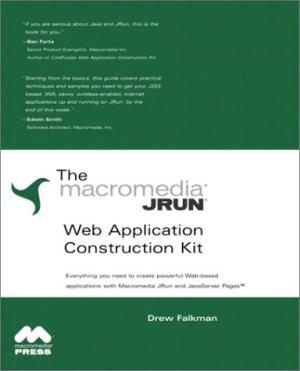 "If you are serious about Java and JRun, this is the
book for you."
—Ben Forta
Senior Product Evangelist, Macromedia Inc.
Author of ColdFusion Web Application Construction Kit
"Starting from the basics, this guide covers practical
techniques and samples you need to get your J2EE
based, XML savvy, wireless-enabled, Internet
applications up and running on JRun by the
end of this week."
—Edwin Smith
Software Architect, Macromedia, Inc.
The
macromedia®
JRUN®
Web Application
Construction Kit
Everything you need to create powerful Web-based
applications with Macromedia JRun and JavaServer Pages™
Drew Falkman
macromedia®
PRESS